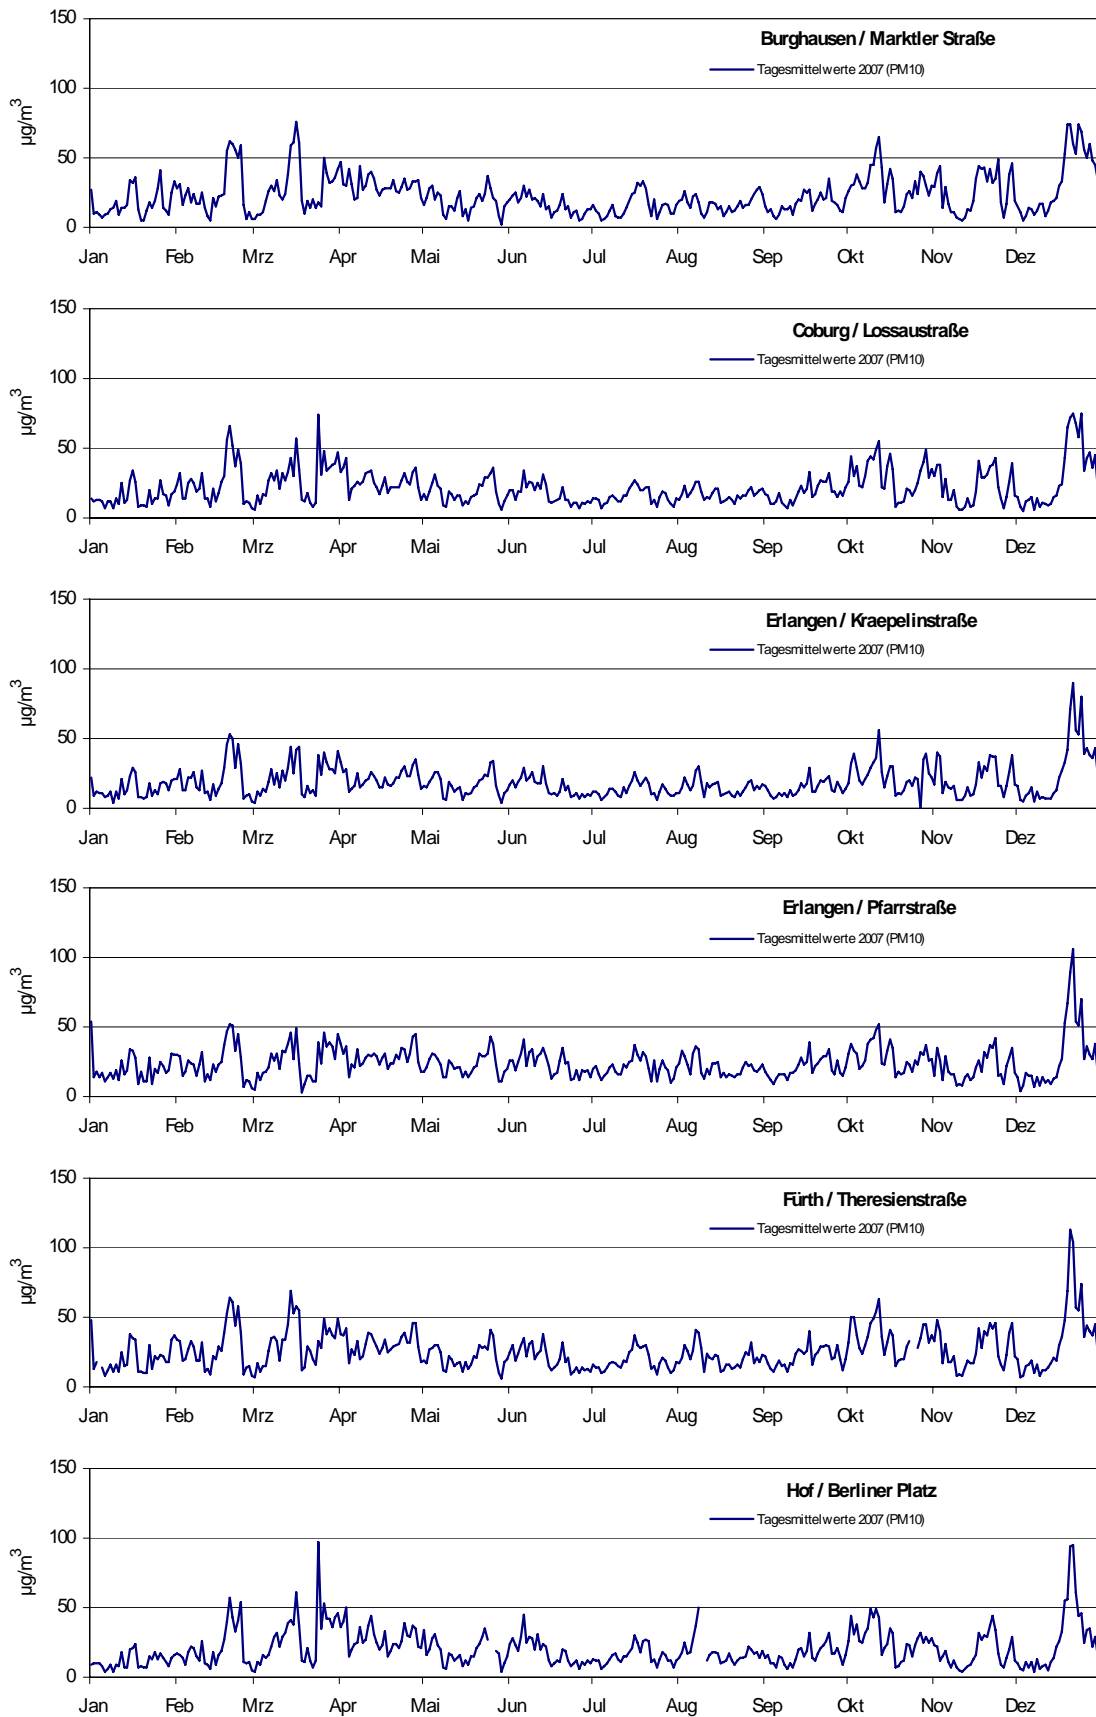 150
Burghausen / Marktler Straße
Tagesmittelwerte 2007 (PM10)
100
µg/m³
50
0
Jan Feb Mrz Apr Mai Jun Jul Aug Sep Okt Nov Dez
150
Coburg / Lossaustraße
Tagesmittelwerte 2007 (PM10)
100
µg/m³
50
0
Jan Feb Mrz Apr Mai Jun Jul Aug Sep Okt Nov Dez
150
Erlangen / Kraepelinstraße
Tagesmittelwerte 2007 (PM10)
100
µg/m³
50
0
Jan Feb Mrz Apr Mai Jun Jul Aug Sep Okt Nov Dez
150
Erlangen / Pfarrstraße
Tagesmittelwerte 2007 (PM10)
100
µg/m³
50
0
Jan Feb Mrz Apr Mai Jun Jul Aug Sep Okt Nov Dez
150
Fürth / Theresienstraße
Tagesmittelwerte 2007 (PM10)
100
µg/m³
50
0
Jan Feb Mrz Apr Mai Jun Jul Aug Sep Okt Nov Dez
150
Hof / Berliner Platz
Tagesmittelwerte 2007 (PM10)
100
µg/m³
50
0
Jan Feb Mrz Apr Mai Jun Jul Aug Sep Okt Nov Dez